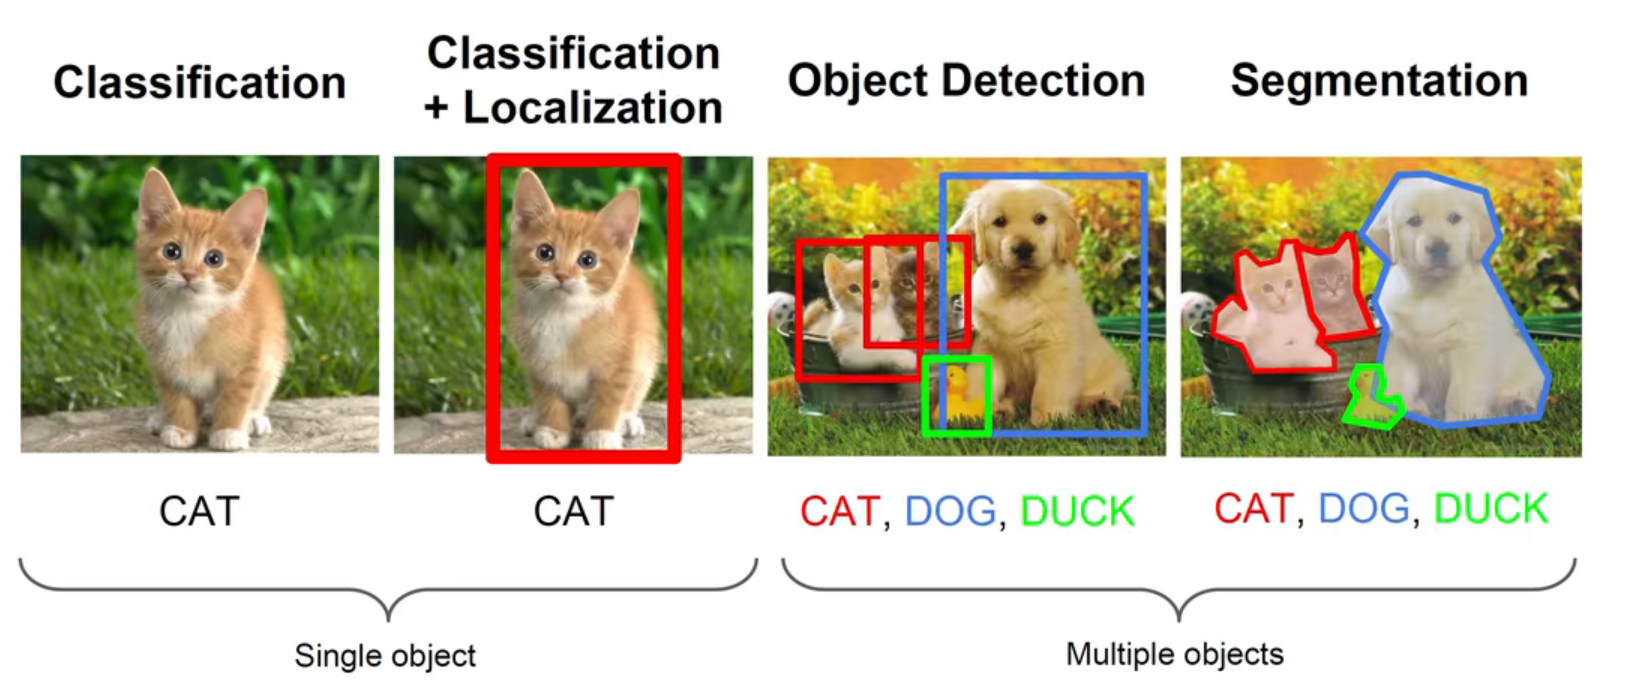 Classification
Classification
+ Localization
Object Detection
Segmentation
CAT
CAT
CAT, DOG, DUCK
CAT, DOG, DUCK
Single object
Multiple objects